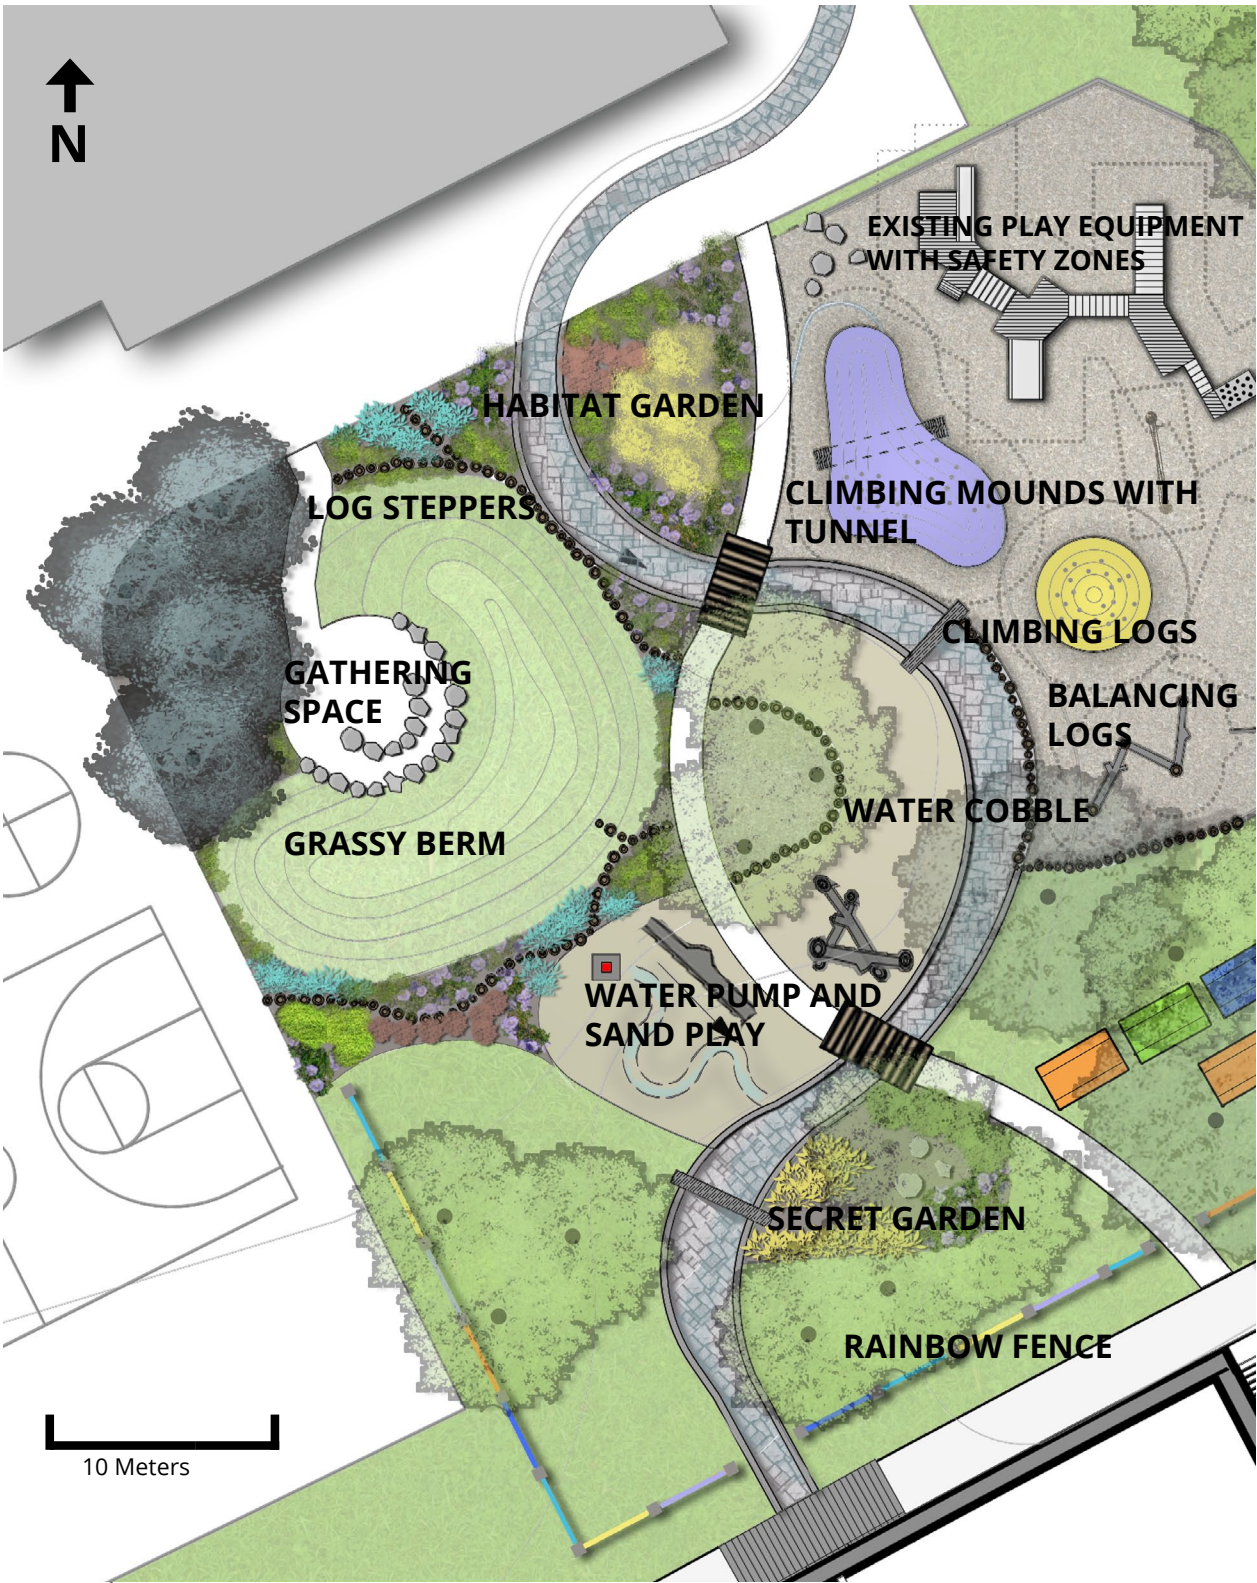 N
EXISTING PLAY EQUIPMENT
WITH SAFETY ZONES
HABITAT GARDEN
LOG STEPPERS
CLIMBING MOUNDS WITH
TUNNEL
CLIMBING LOGS
GATHERING
SPACE
BALANCING
LOGS
WATER COBBLE
GRASSY BERM
WATER PUMP AND
SAND PLAY
SECRET GARDEN
RAINBOW FENCE
10 Meters